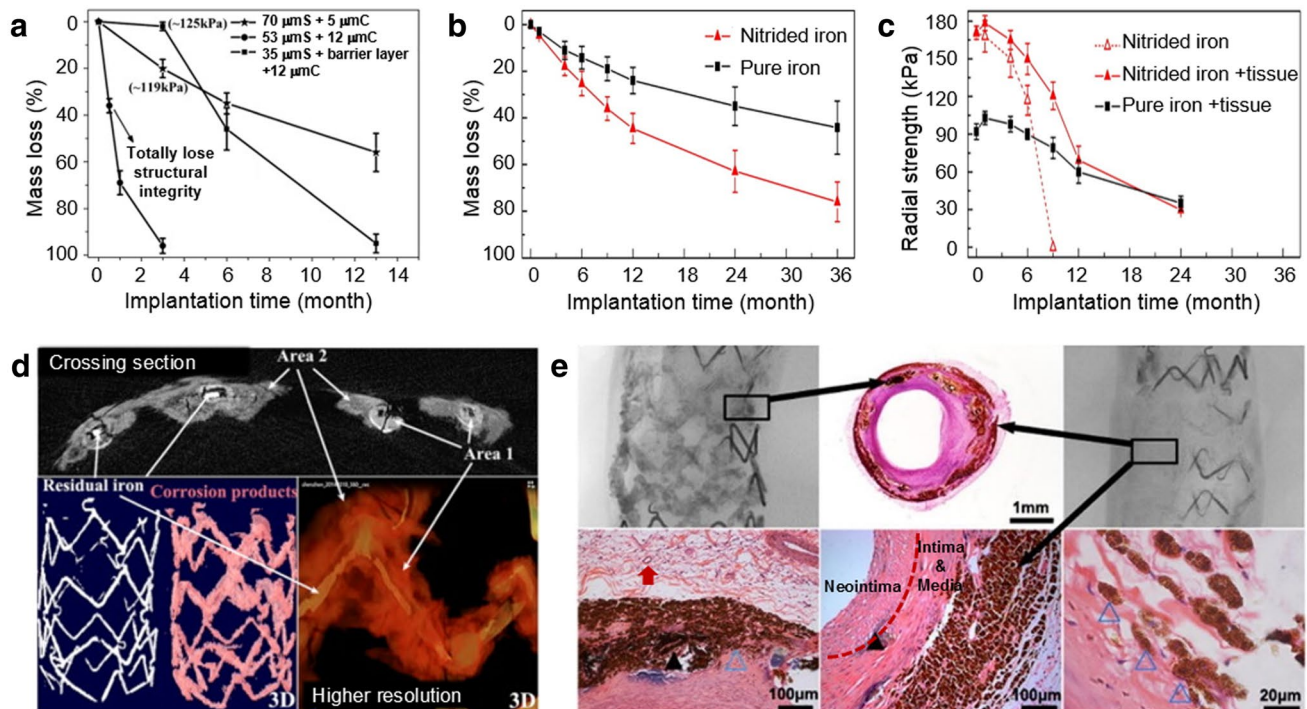 a
0
20
40
60
80
100
Mass loss (%)
(~125kPa)
(~119kPa)
70 μmS + 5 μmC
53 μmS + 12 μmC
35 μmS + barrier layer
+12 μmC
Totally lose
structural
integrity
0 2 4 6 8 10 12 14
Implantation time (month)
b
0
20
40
60
80
100
Mass loss (%)
Nitrided iron
Pure iron
0 6 12 18 24 30 36
Implantation time (month)
c
180
150
120
90
60
30
0
Radial strength (kPa)
Nitrided iron
Nitrided iron +tissue
Pure iron +tissue
0 6 12 18 24 30 36
Implantation time (month)
d
Crossing section
Area 2
Area 1
Residual iron
Corrosion products
3D
Higher resolution
3D
e
1mm
100μm
Neointima
Intima
&
Media
100μm
20μm